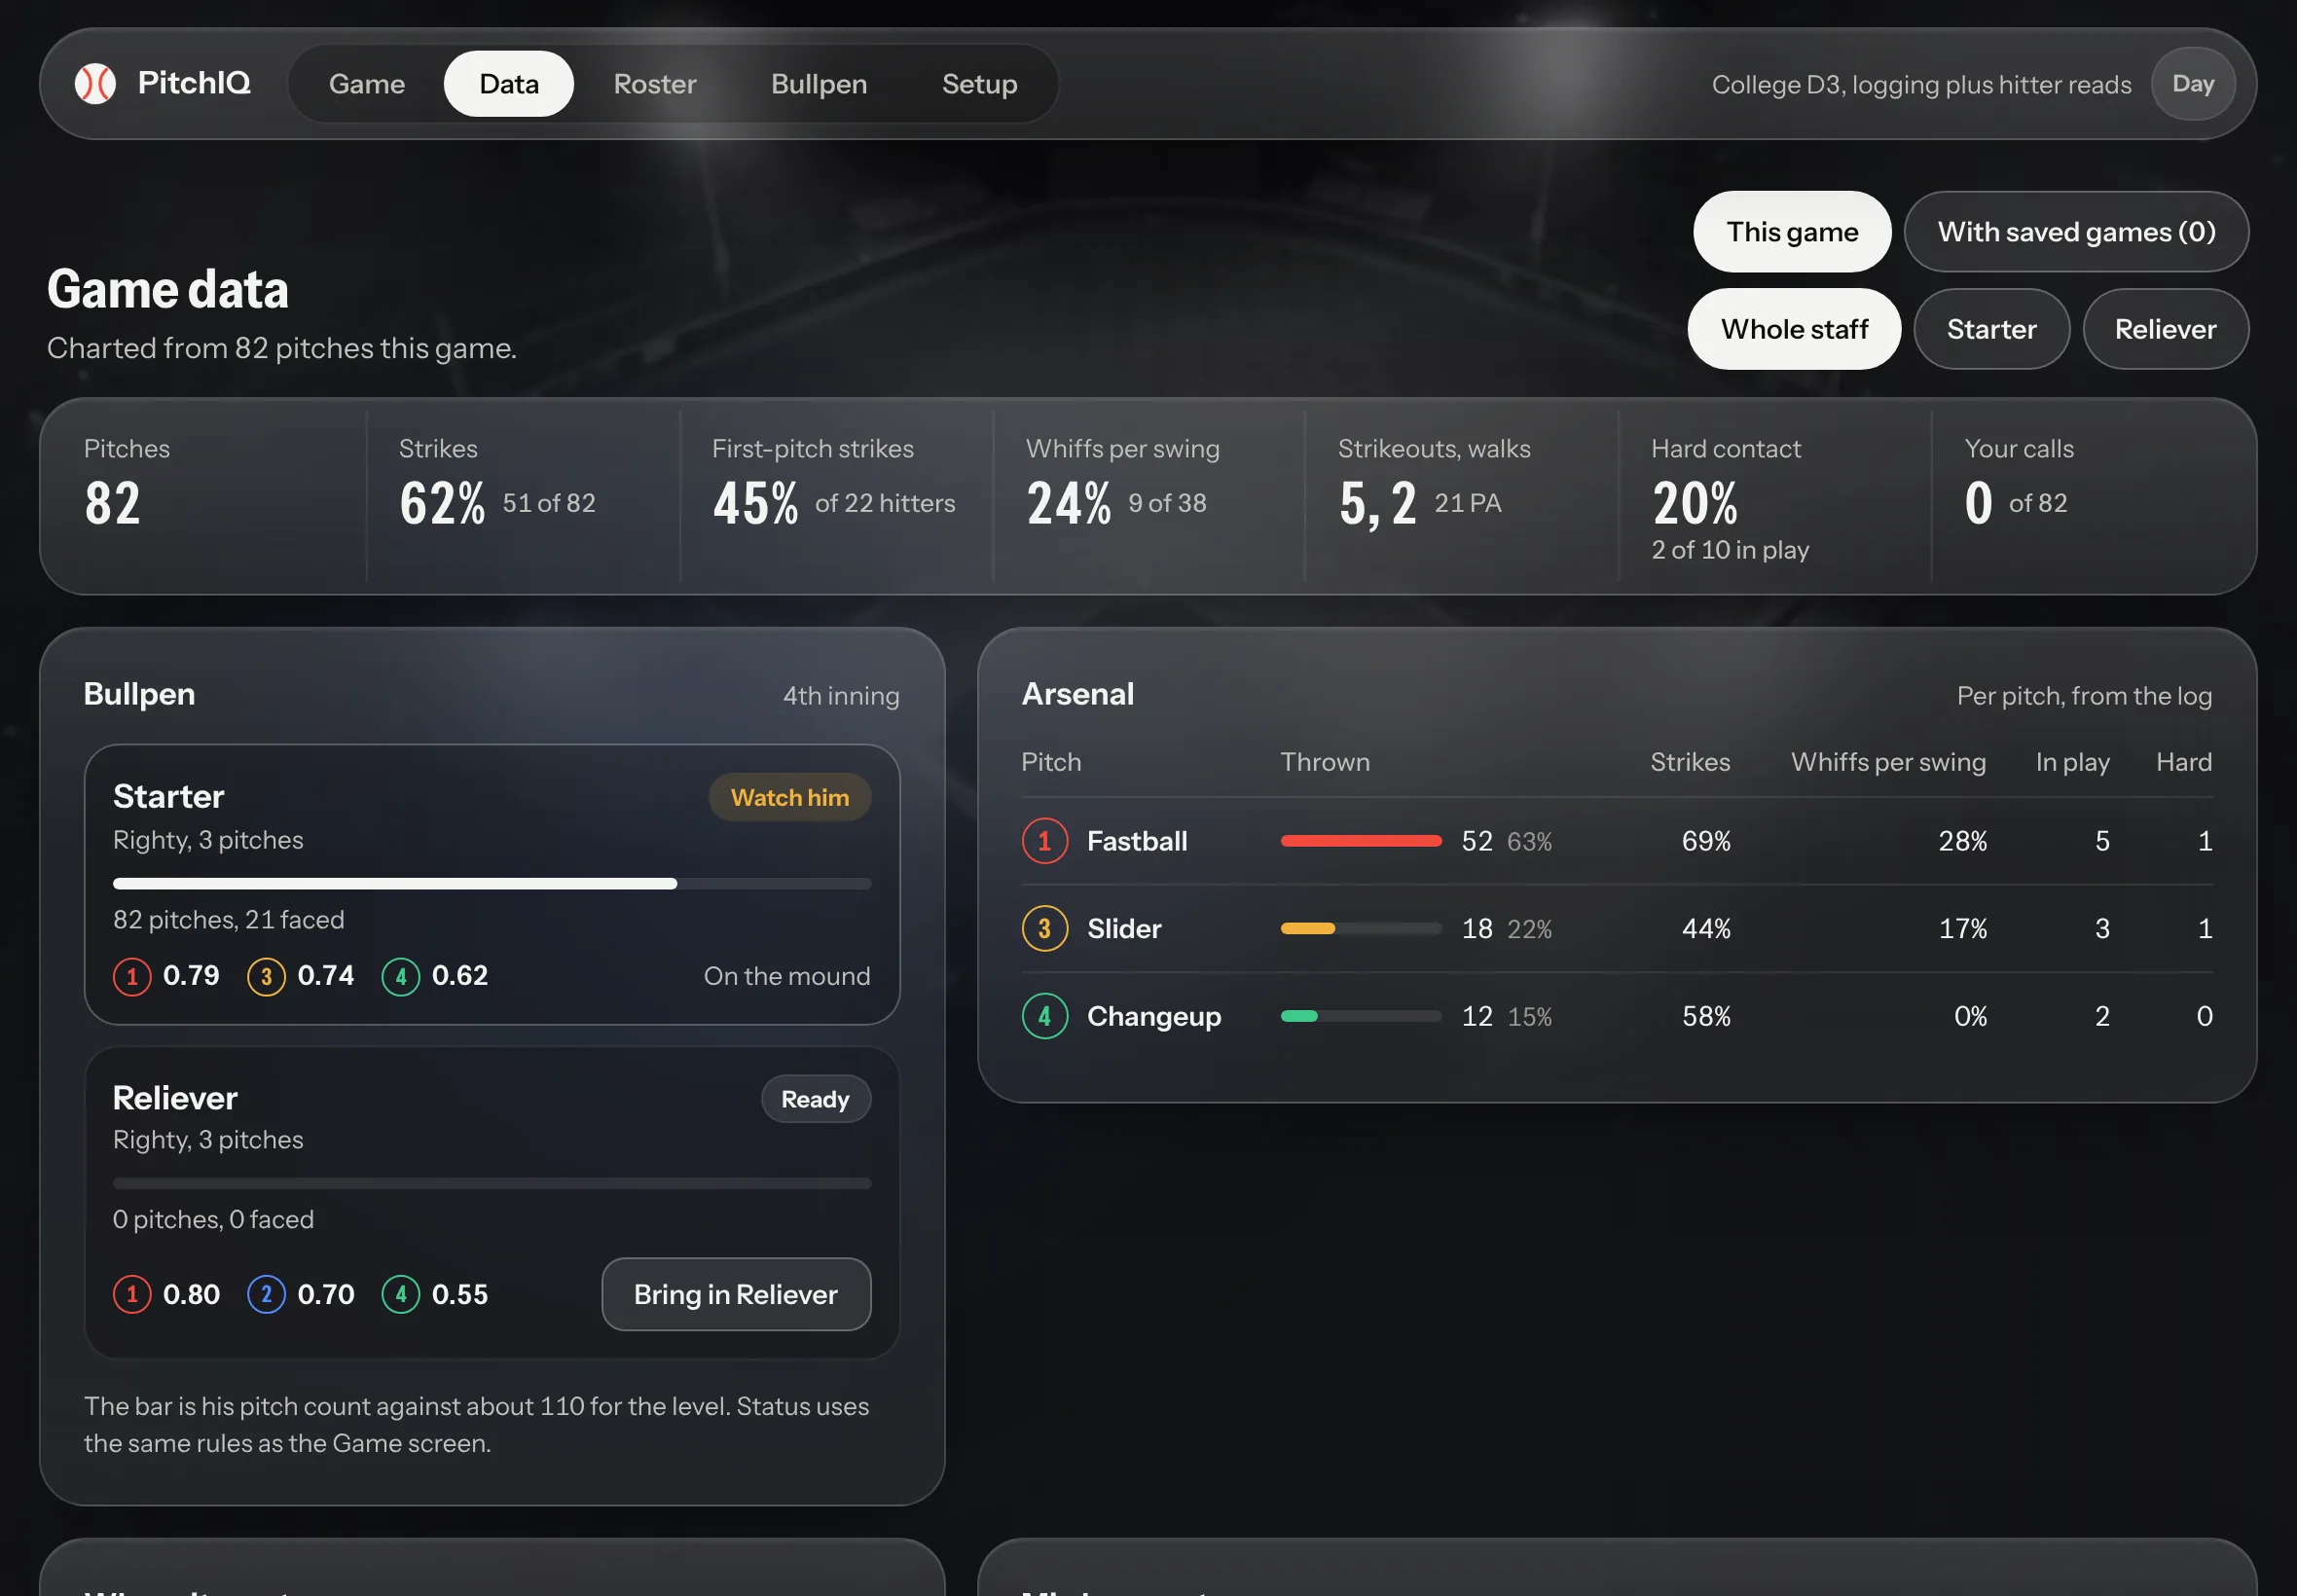 PitchIQ
Game
Data
Roster
Bullpen
Setup
College D3, logging plus hitter reads
Day
This game
With saved games (0)
Game data
Charted from 82 pitches this game.
Whole staff
Starter
Reliever
Pitches
82
Strikes
62% 51 of 82
First-pitch strikes
45% of 22 hitters
Whiffs per swing
24% 9 of 38
Strikeouts, walks
5, 2 21 PA
Hard contact
20%
2 of 10 in play
Your calls
0 of 82
Bullpen
4th inning
Starter
Watch him
Righty, 3 pitches
82 pitches, 21 faced
1 0.79 3 0.74 4 0.62
On the mound
Reliever
Ready
Righty, 3 pitches
0 pitches, 0 faced
1 0.80 2 0.70 4 0.55
Bring in Reliever
The bar is his pitch count against about 110 for the level. Status uses
the same rules as the Game screen.
Arsenal
Per pitch, from the log
Pitch Thrown Strikes Whiffs per swing In play Hard
1 Fastball 52 63% 69% 28% 5 1
3 Slider 18 22% 44% 17% 3 1
4 Changeup 12 15% 58% 0% 2 0